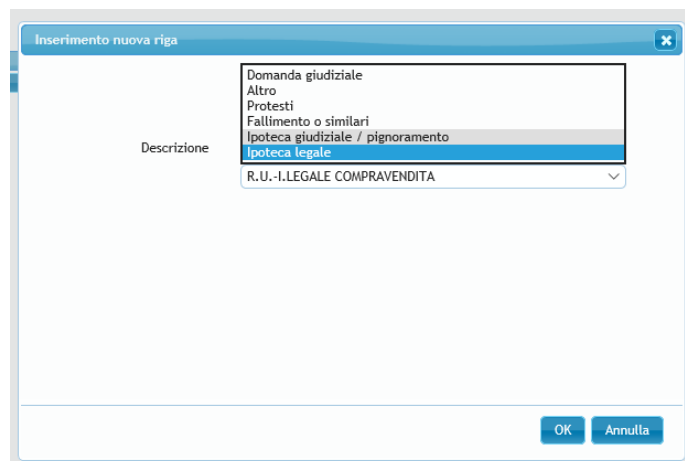 Inserimento nuova riga
Domanda giudiziale
Altro
Protesti
Fallimento o similari
Ipoteca giudiziale / pignoramento
Descrizione
Ipoteca legale
R.U.-I.LEGALE COMPRAVENDITA
OK Annulla